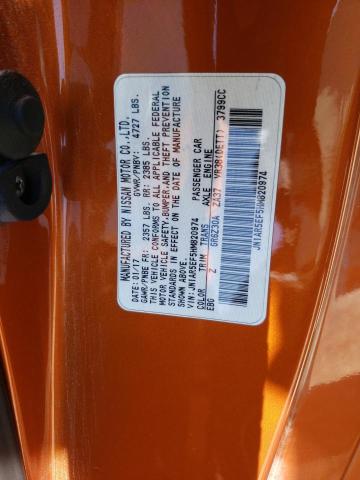 MANUFACTURED BY NISSAN MOTOR CO.,LTD.
DATE: 01/17 GVWR/PNBV: 4727 LBS.
GAWR/PNBE FR: 2357 LBS. RR: 2385 LBS.
THIS VEHICLE CONFORMS TO ALL APPLICABLE FEDERAL
MOTOR VEHICLE SAFETY,BUMPER,AND THEFT PREVENTION
STANDARDS IN EFFECT ON THE DATE OF MANUFACTURE
SHOWN ABOVE.
VIN: JN1AR5EF5HM820974 PASSENGER CAR
COLOR TRIM TRANS AXLE ENGINE
EBG Z GR6Z30A ZA37 VR38(DETT) 3799CC
JN1AR5EF5HM820974